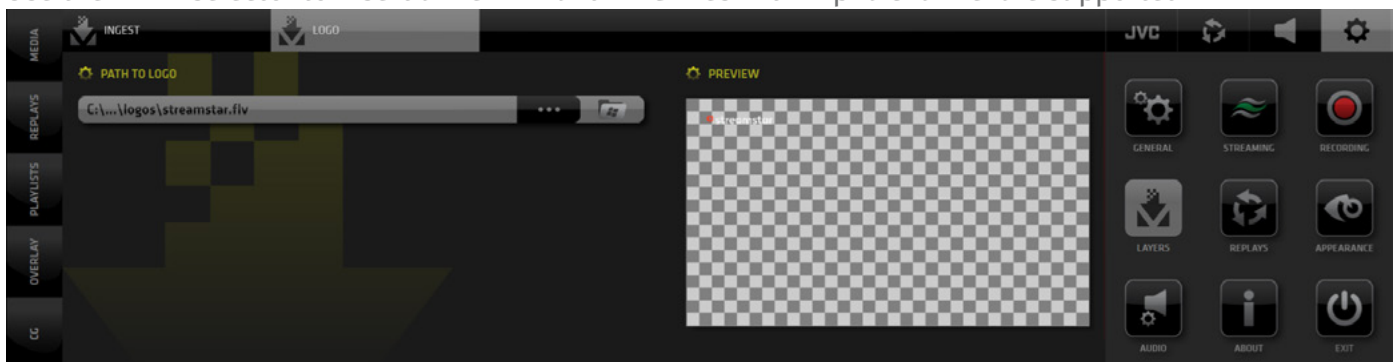 MEDIA
REPLAYS
PLAYLISTS
OVERLAY
CG
INGEST
LOGO
PATH TO LOGO
C:\...\logos\streamstar.flv
...
PREVIEW
streamstar
JVC
GENERAL
STREAMING
RECORDING
LAYERS
REPLAYS
APPEARANCE
AUDIO
ABOUT
EXIT